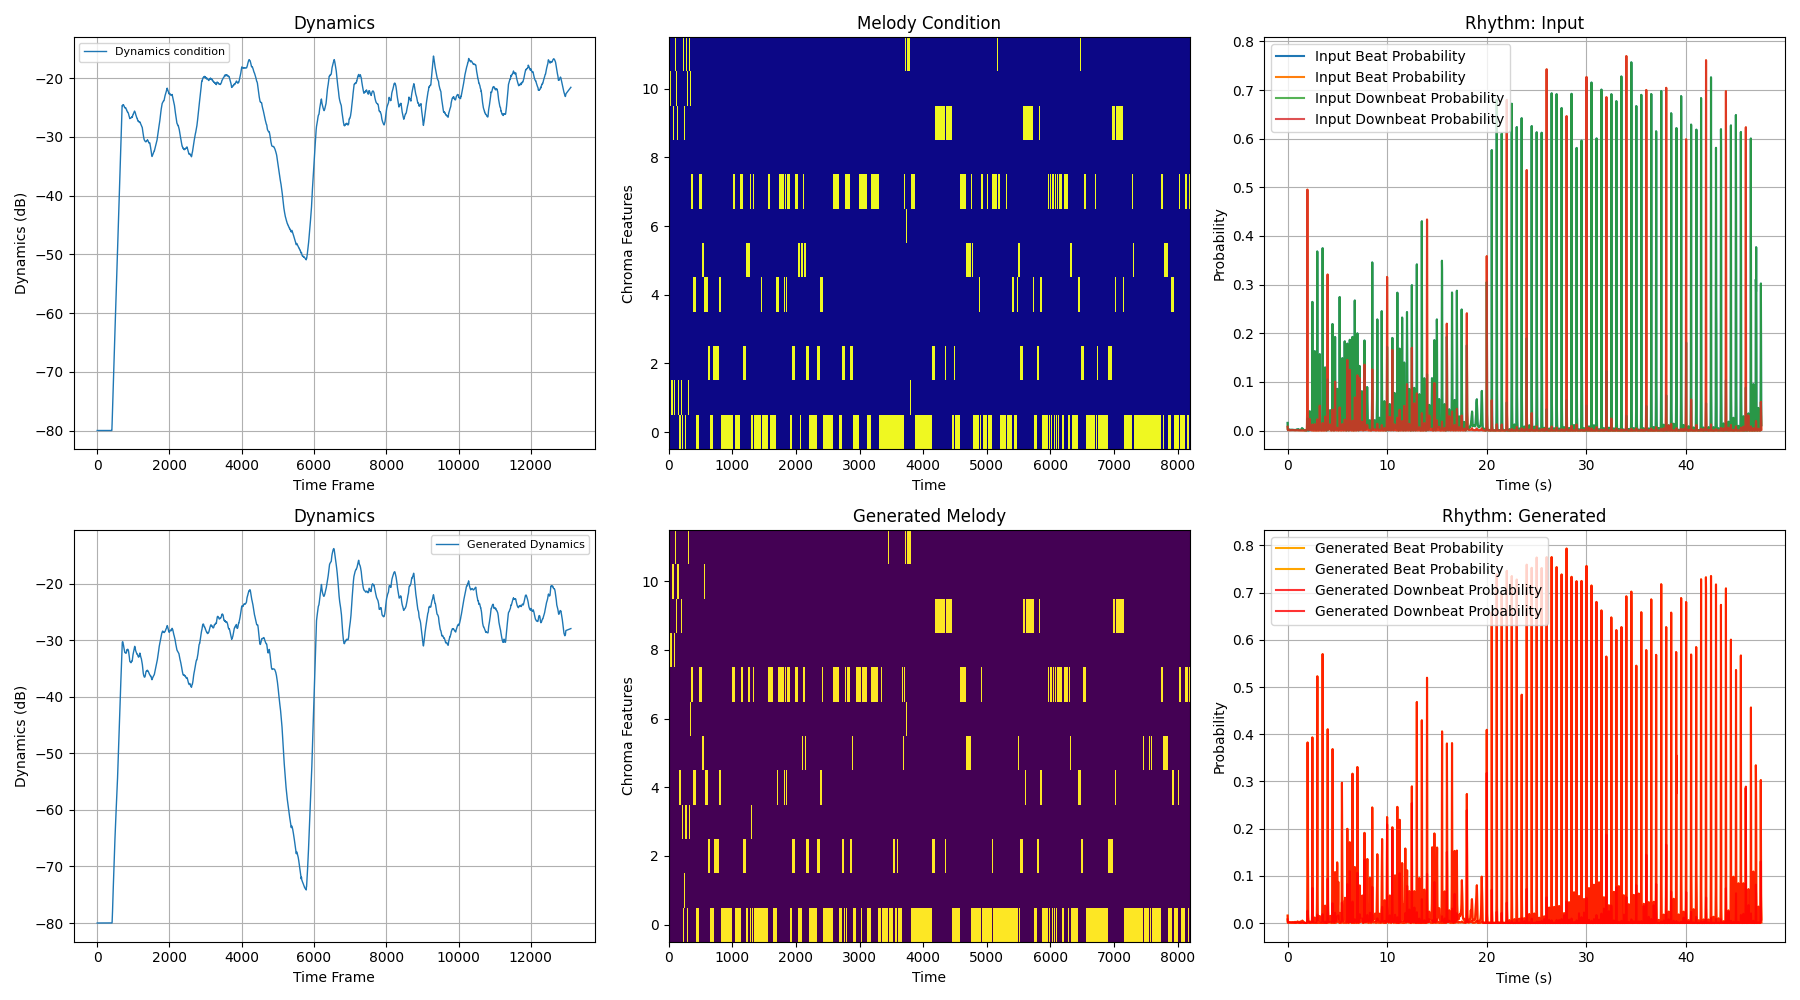 Dynamics
Dynamics condition
−20
−30
−40
−50
−60
−70
−80
Dynamics (dB)
0 2000 4000 6000 8000 10000 12000
Time Frame
Melody Condition
10
8
6
4
2
0
Chroma Features
0 1000 2000 3000 4000 5000 6000 7000 8000
Time
Rhythm: Input
Input Beat Probability
Input Beat Probability
Input Downbeat Probability
Input Downbeat Probability
0.8
0.7
0.6
0.5
0.4
0.3
0.2
0.1
0.0
Probability
0 10 20 30 40
Time (s)
Dynamics
Generated Dynamics
−20
−30
−40
−50
−60
−70
−80
Dynamics (dB)
0 2000 4000 6000 8000 10000 12000
Time Frame
Generated Melody
10
8
6
4
2
0
Chroma Features
0 1000 2000 3000 4000 5000 6000 7000 8000
Time
Rhythm: Generated
Generated Beat Probability
Generated Beat Probability
Generated Downbeat Probability
Generated Downbeat Probability
0.8
0.7
0.6
0.5
0.4
0.3
0.2
0.1
0.0
Probability
0 10 20 30 40
Time (s)